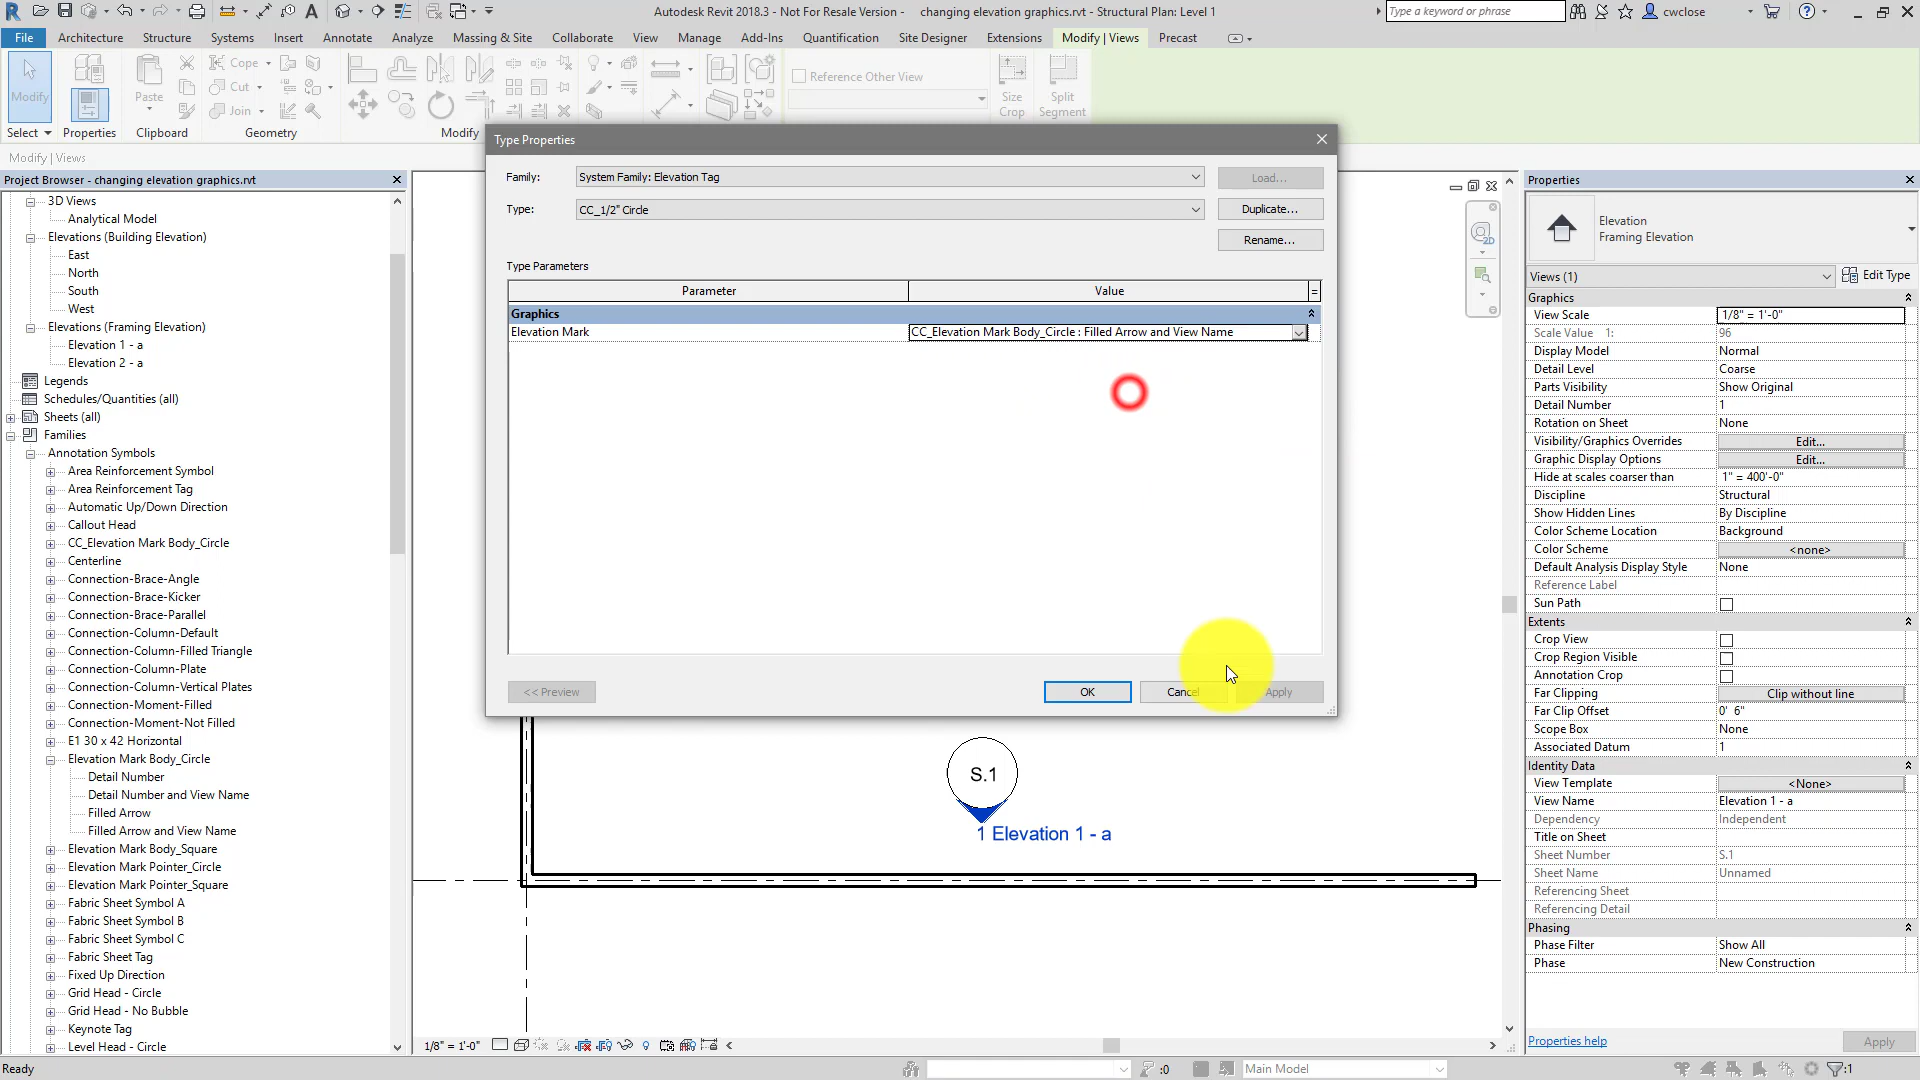 Autodesk Revit 2018.3 - Not For Resale Version -     changing elevation graphics.rvt - Structural Plan: Level 1
Type a keyword or phrase
cwclose
File Architecture Structure Systems Insert Annotate Analyze Massing & Site Collaborate View Manage Add-Ins Quantification Site Designer Extensions Modify | Views Precast
Modify
Paste
Cope
Cut
Join
Reference Other View
Size Crop
Split Segment
Select Properties Clipboard Geometry Modify
Modify | Views
Project Browser - changing elevation graphics.rvt
3D Views
Analytical Model
Elevations (Building Elevation)
East
North
South
West
Elevations (Framing Elevation)
Elevation 1 - a
Elevation 2 - a
Legends
Schedules/Quantities (all)
Sheets (all)
Families
Annotation Symbols
Area Reinforcement Symbol
Area Reinforcement Tag
Automatic Up/Down Direction
Callout Head
CC_Elevation Mark Body_Circle
Centerline
Connection-Brace-Angle
Connection-Brace-Kicker
Connection-Brace-Parallel
Connection-Column-Default
Connection-Column-Filled Triangle
Connection-Column-Plate
Connection-Column-Vertical Plates
Connection-Moment-Filled
Connection-Moment-Not Filled
E1 30 x 42 Horizontal
Elevation Mark Body_Circle
Detail Number
Detail Number and View Name
Filled Arrow
Filled Arrow and View Name
Elevation Mark Body_Square
Elevation Mark Pointer_Circle
Elevation Mark Pointer_Square
Fabric Sheet Symbol A
Fabric Sheet Symbol B
Fabric Sheet Symbol C
Fabric Sheet Tag
Fixed Up Direction
Grid Head - Circle
Grid Head - No Bubble
Keynote Tag
Level Head - Circle
Type Properties
Family: System Family: Elevation Tag Load...
Type: CC_1/2" Circle Duplicate...
Rename...
Type Parameters
Parameter Value =
Graphics
Elevation Mark CC_Elevation Mark Body_Circle : Filled Arrow and View Name
<< Preview OK Cancel Apply
S.1
1 Elevation 1 - a
2D
1/8" = 1'-0"
Properties
Elevation
Framing Elevation
Views (1) Edit Type
Graphics
View Scale 1/8" = 1'-0"
Scale Value 1: 96
Display Model Normal
Detail Level Coarse
Parts Visibility Show Original
Detail Number 1
Rotation on Sheet None
Visibility/Graphics Overrides Edit...
Graphic Display Options Edit...
Hide at scales coarser than 1" = 400'-0"
Discipline Structural
Show Hidden Lines By Discipline
Color Scheme Location Background
Color Scheme <none>
Default Analysis Display Style None
Reference Label
Sun Path
Extents
Crop View
Crop Region Visible
Annotation Crop
Far Clipping Clip without line
Far Clip Offset 0' 6"
Scope Box None
Associated Datum 1
Identity Data
View Template <None>
View Name Elevation 1 - a
Dependency Independent
Title on Sheet
Sheet Number S.1
Sheet Name Unnamed
Referencing Sheet
Referencing Detail
Phasing
Phase Filter Show All
Phase New Construction
Properties help Apply
Ready :0 Main Model :1